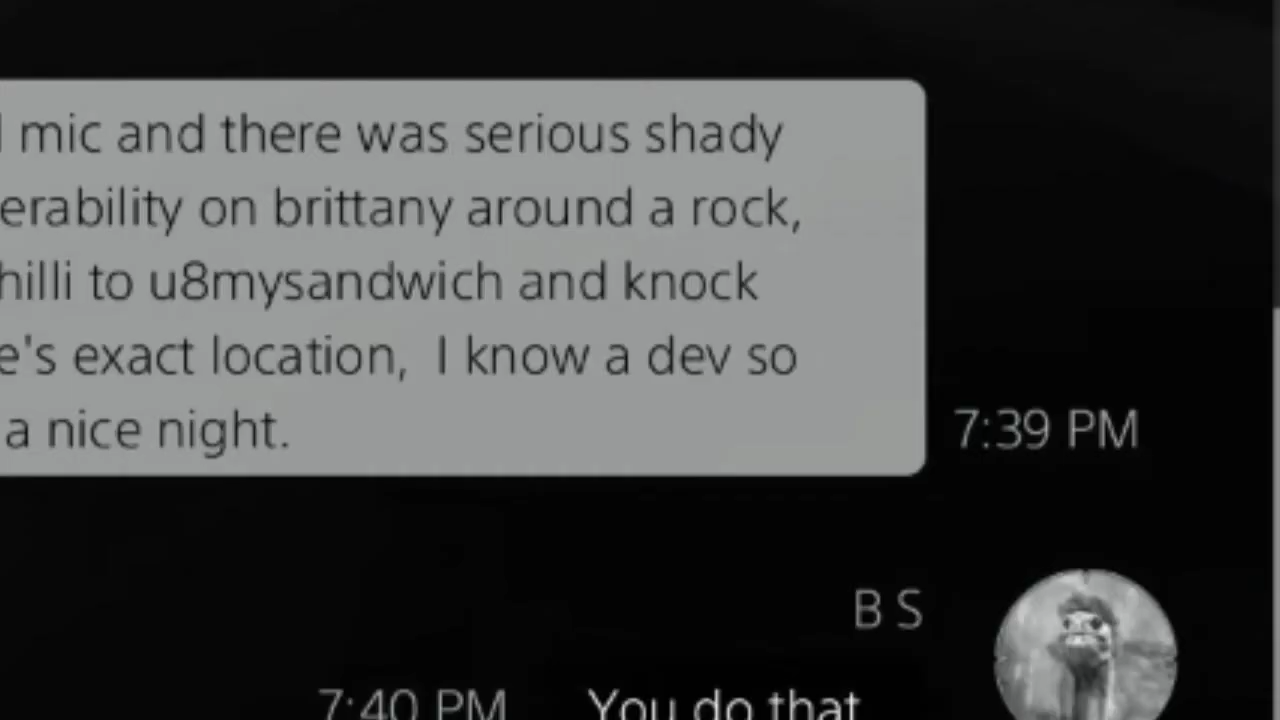 mic and there was serious shady
erability on brittany around a rock,
hilli to u8mysandwich and knock
e's exact location,  I know a dev so
a nice night.
7:39 PM
B S
7:40 PM You do that